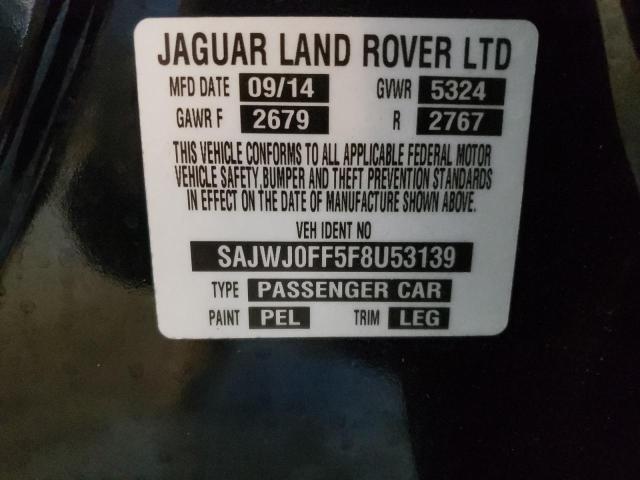 JAGUAR LAND ROVER LTD
MFD DATE 09/14 GVWR 5324
GAWR F 2679 R 2767
THIS VEHICLE CONFORMS TO ALL APPLICABLE FEDERAL MOTOR
VEHICLE SAFETY,BUMPER AND THEFT PREVENTION STANDARDS
IN EFFECT ON THE DATE OF MANUFACTURE SHOWN ABOVE.
VEH IDENT NO
SAJWJ0FF5F8U53139
TYPE PASSENGER CAR
PAINT PEL TRIM LEG